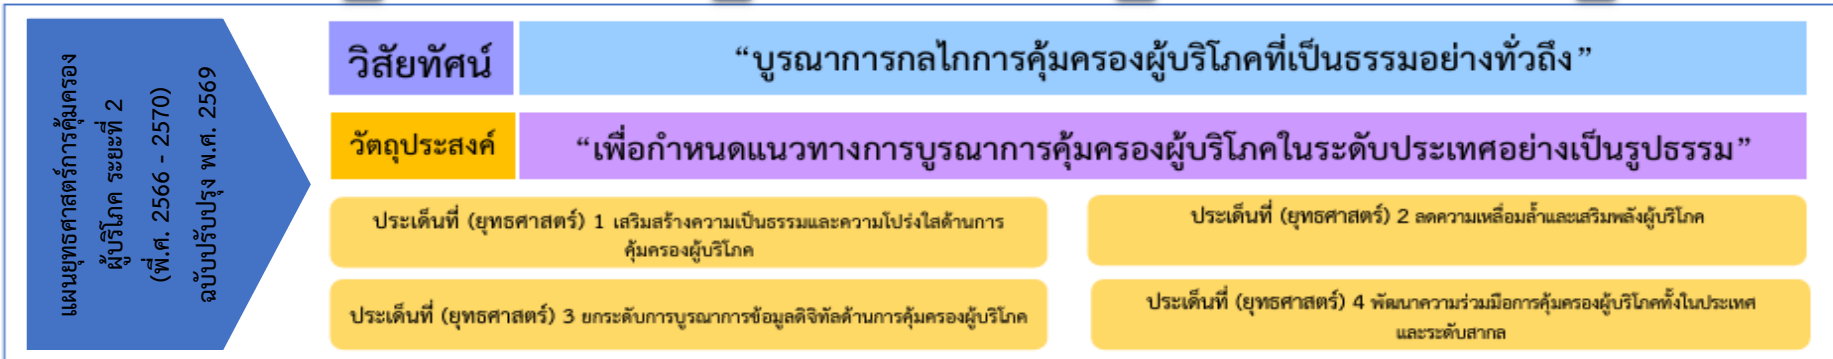 แผนยุทธศาสตร์การคุ้มครอง
ผู้บริโภค ระยะที่ 2
(พี่.ศ. 2566 - 2570)
ฉบับปรับปรุง พ.ศ. 2569
วิสัยทัศน์
“บูรณาการกลไกการคุ้มครองผู้บริโภคที่เป็นธรรมอย่างทั่วถึง”
วัตถุประสงค์
“เพื่อกำหนดแนวทางการบูรณาการคุ้มครองผู้บริโภคในระดับประเทศอย่างเป็นรูปธรรม”
ประเด็นที่ (ยุทธศาสตร์) 1 เสริมสร้างความเป็นธรรมและความโปร่งใสด้านการ
คุ้มครองผู้บริโภค
ประเด็นที่ (ยุทธศาสตร์) 2 ลดความเหลื่อมล้ำและเสริมพลังผู้บริโภค
ประเด็นที่ (ยุทธศาสตร์) 3 ยกระดับการบูรณาการข้อมูลดิจิทัลด้านการคุ้มครองผู้บริโภค
ประเด็นที่ (ยุทธศาสตร์) 4 พัฒนาความร่วมมือการคุ้มครองผู้บริโภคทั้งในประเทศ
และระดับสากล